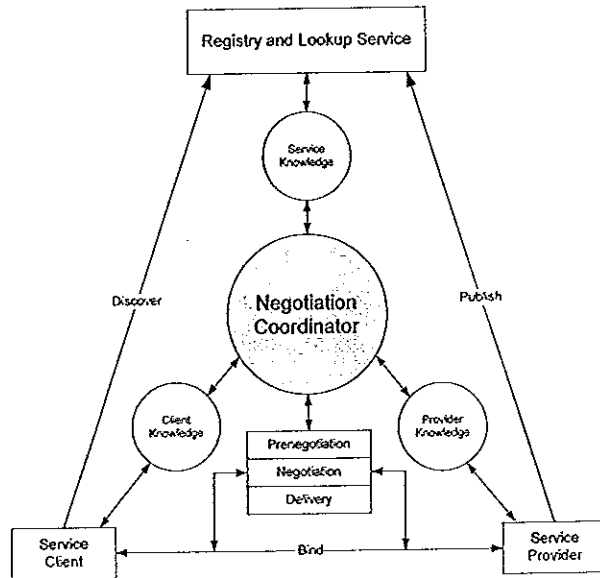 Registry and Lookup Service
Service
Knowledge
Discover
Publish
Negotiation
Coordinator
Client
Knowledge
Provider
Knowledge
Prenegotiation
Negotiation
Delivery
Service
Client
Bind
Service
Provider